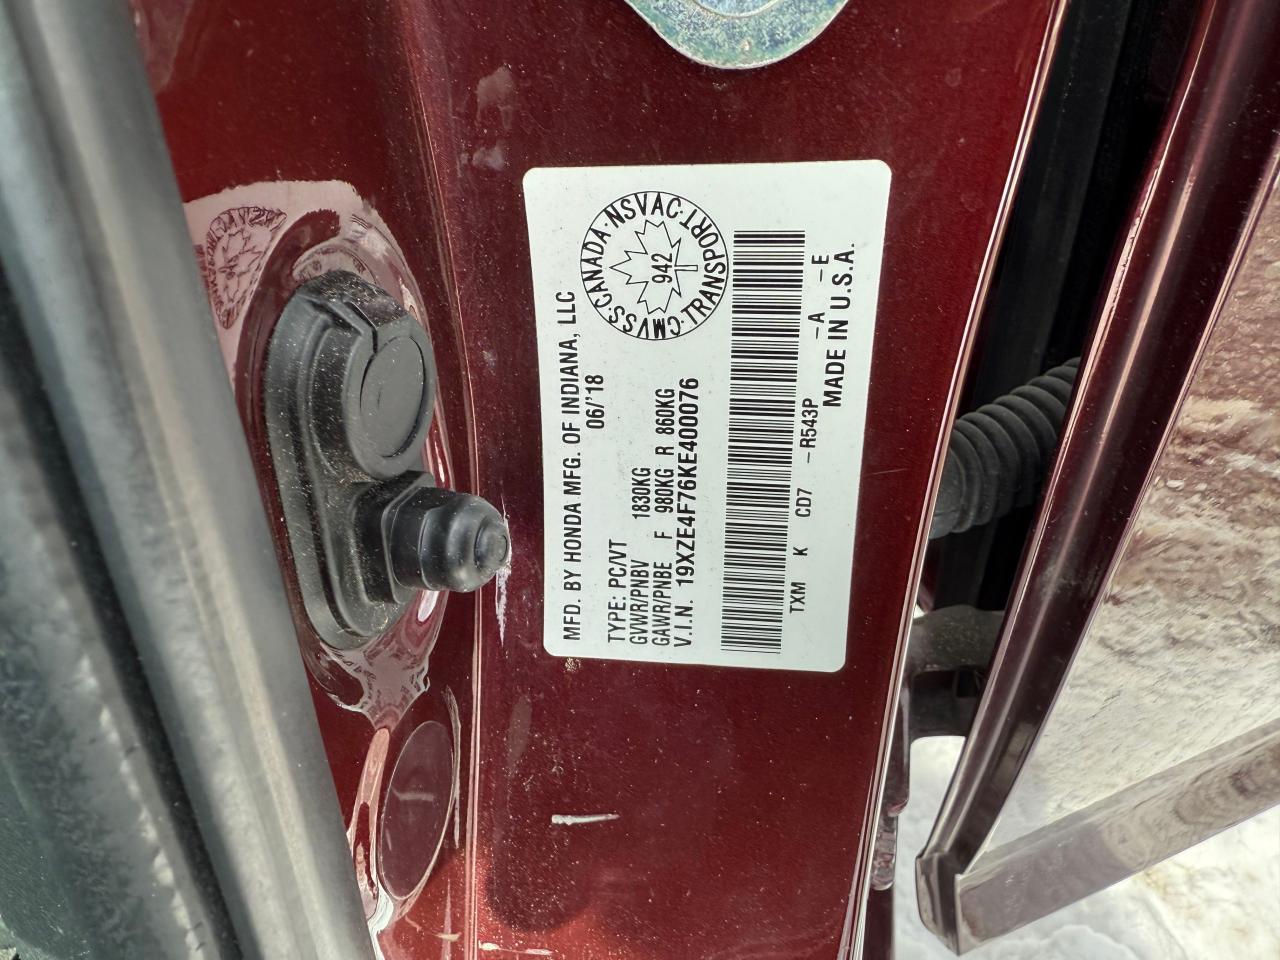 MFD. BY HONDA MFG. OF INDIANA, LLC
06/'18
TYPE: PC/VT
GVWR/PNBV 1830KG
GAWR/PNBE F 980KG R 860KG
V.I.N. 19XZE4F76KE400076
CANADA·NSVAC·TRANSPORT·CMVSS·
942
TXM K CD7 -R543P -A -E
MADE IN U.S.A.